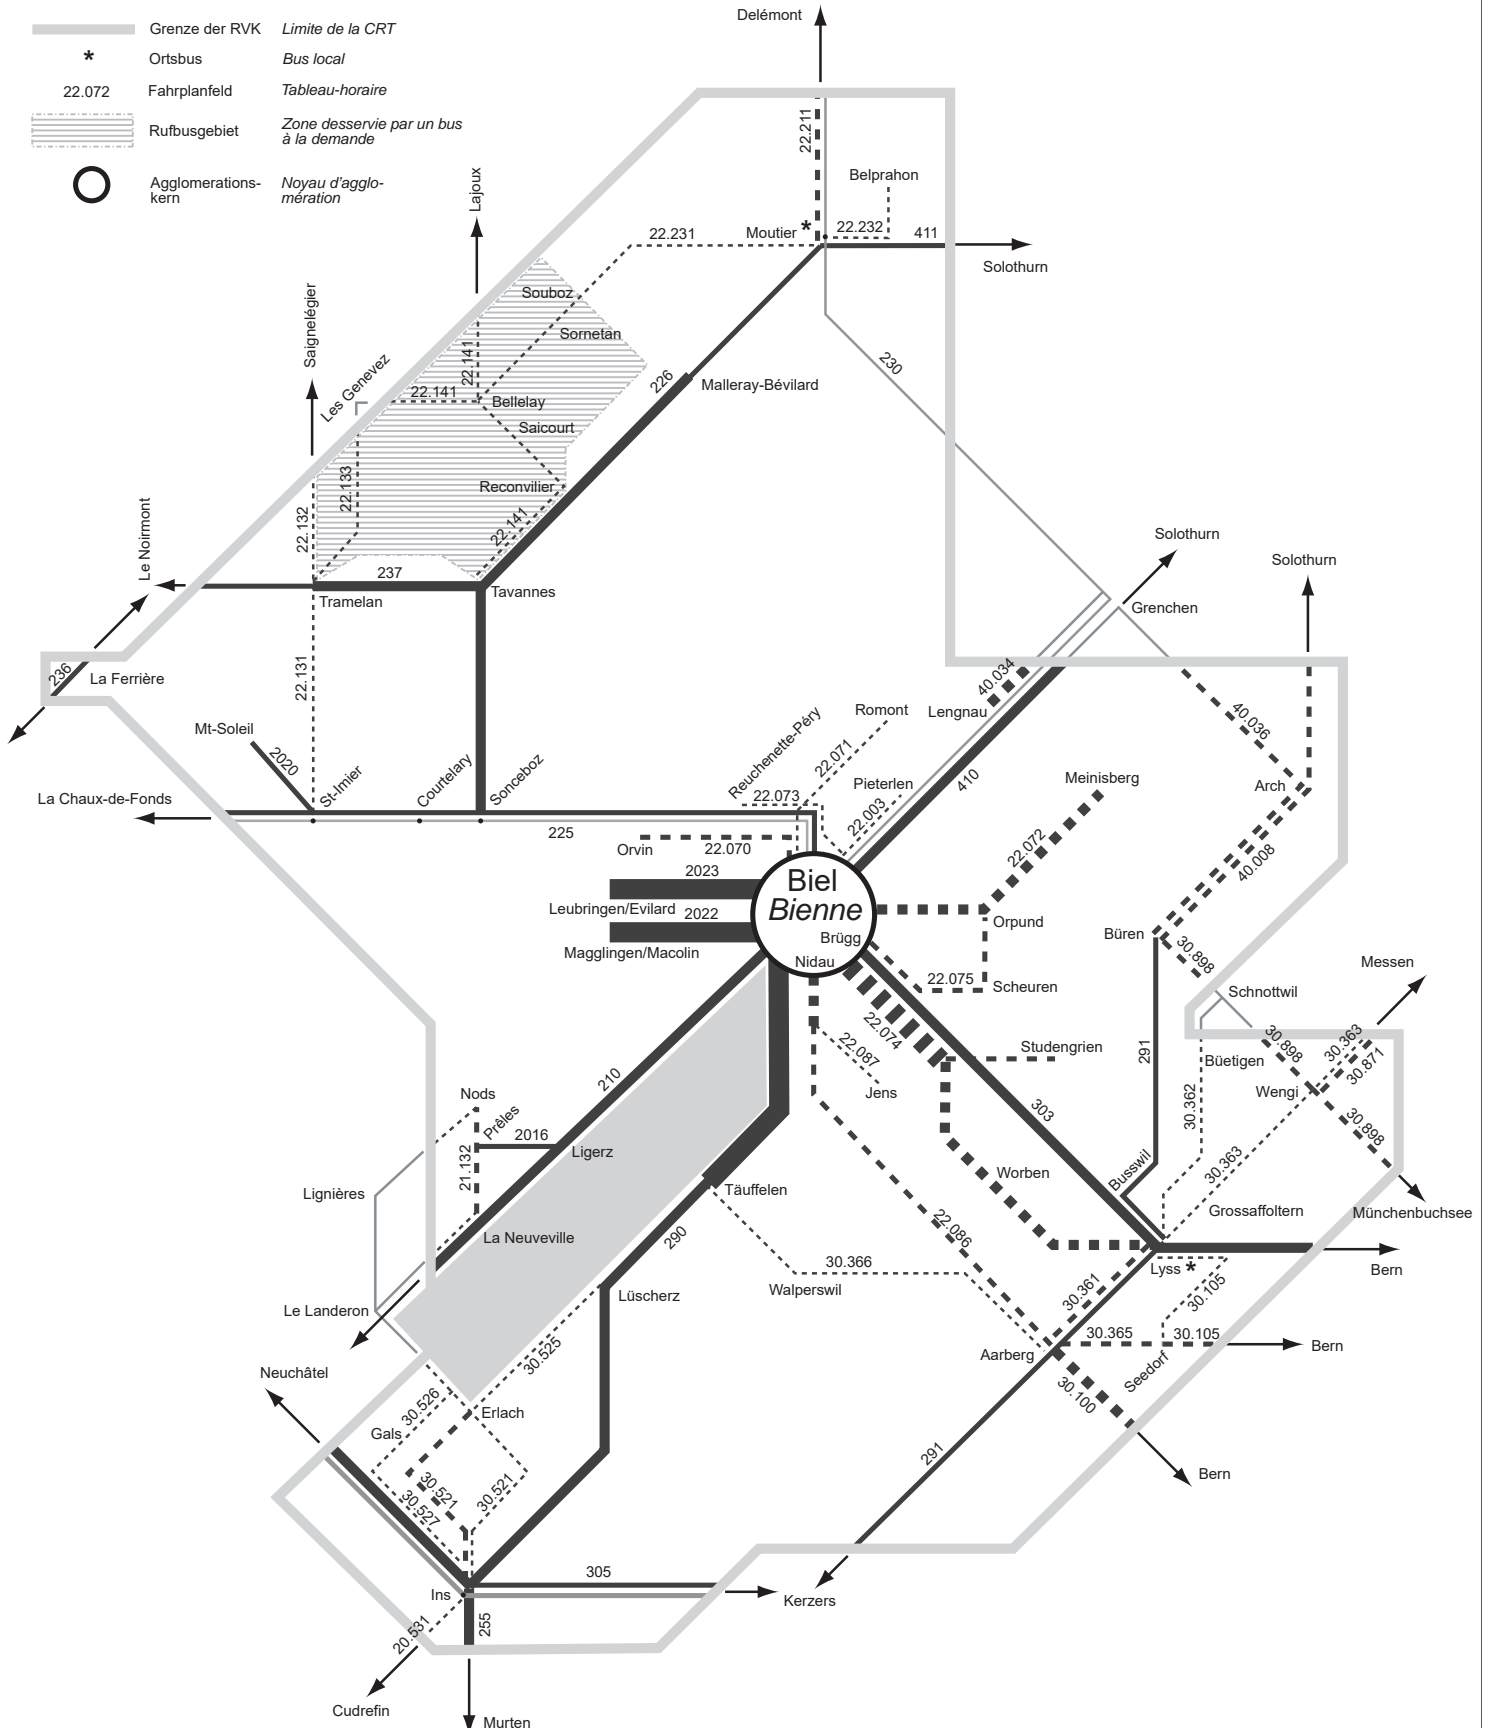 Grenze der RVK Limite de la CRT
* Ortsbus Bus local
22.072 Fahrplanfeld Tableau-horaire
Rufbusgebiet Zone desservie par un bus
à la demande
Agglomerations- Noyau d'agglo-
kern mération
Delémont
22.211
Belprahon
Lajoux
22.231
Moutier *
22.232
411
Solothurn
Saignelégier
Souboz
Sornetan
22.141
Les Genevez
22.141
Bellelay
226
Malleray-Bévilard
230
Saicourt
22.133
Reconvilier
22.132
22.141
Le Noirmont
237
Tramelan
Tavannes
Solothurn
Solothurn
Grenchen
236
La Ferrière
22.131
40.034
Lengnau
40.036
Mt-Soleil
2020
St-Imier
Courtelary
Sonceboz
Reuchenette-Péry
Romont
22.071
22.073
Pieterlen
22.003
410
Meinisberg
Arch
La Chaux-de-Fonds
225
Orvin
22.070
22.072
40.008
2023
Leubringen/Evilard
2022
Magglingen/Macolin
Biel
Bienne
Brügg
Nidau
Orpund
22.075
Scheuren
Büren
30.898
Messen
Schnottwil
22.074
22.087
Jens
Studengrien
291
Büetigen
30.898
30.363
30.871
Wengi
30.362
30.898
210
Nods
Prêles
2016
21.132
Ligerz
303
Lignières
Worben
Busswil
30.363
Grossaffoltern
Münchenbuchsee
Täuffelen
La Neuveville
290
22.086
30.366
Walperswil
Lyss *
Bern
30.361
30.105
Le Landeron
Lüscherz
30.365
30.105
Bern
Aarberg
Seedorf
30.100
Neuchâtel
30.525
30.526
Erlach
Gals
30.521
30.527
30.521
291
Bern
305
Ins
Kerzers
255
20.531
Cudrefin
Murten